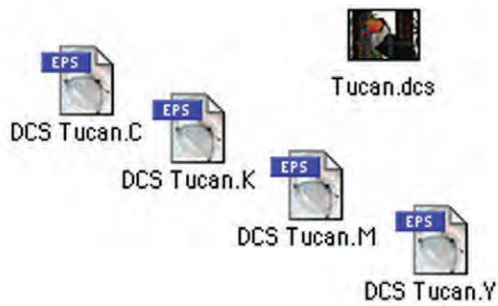 EPS
DCS Tucan.C
EPS
DCS Tucan.K
EPS
DCS Tucan.M
EPS
DCS Tucan.Y
Tucan.dcs